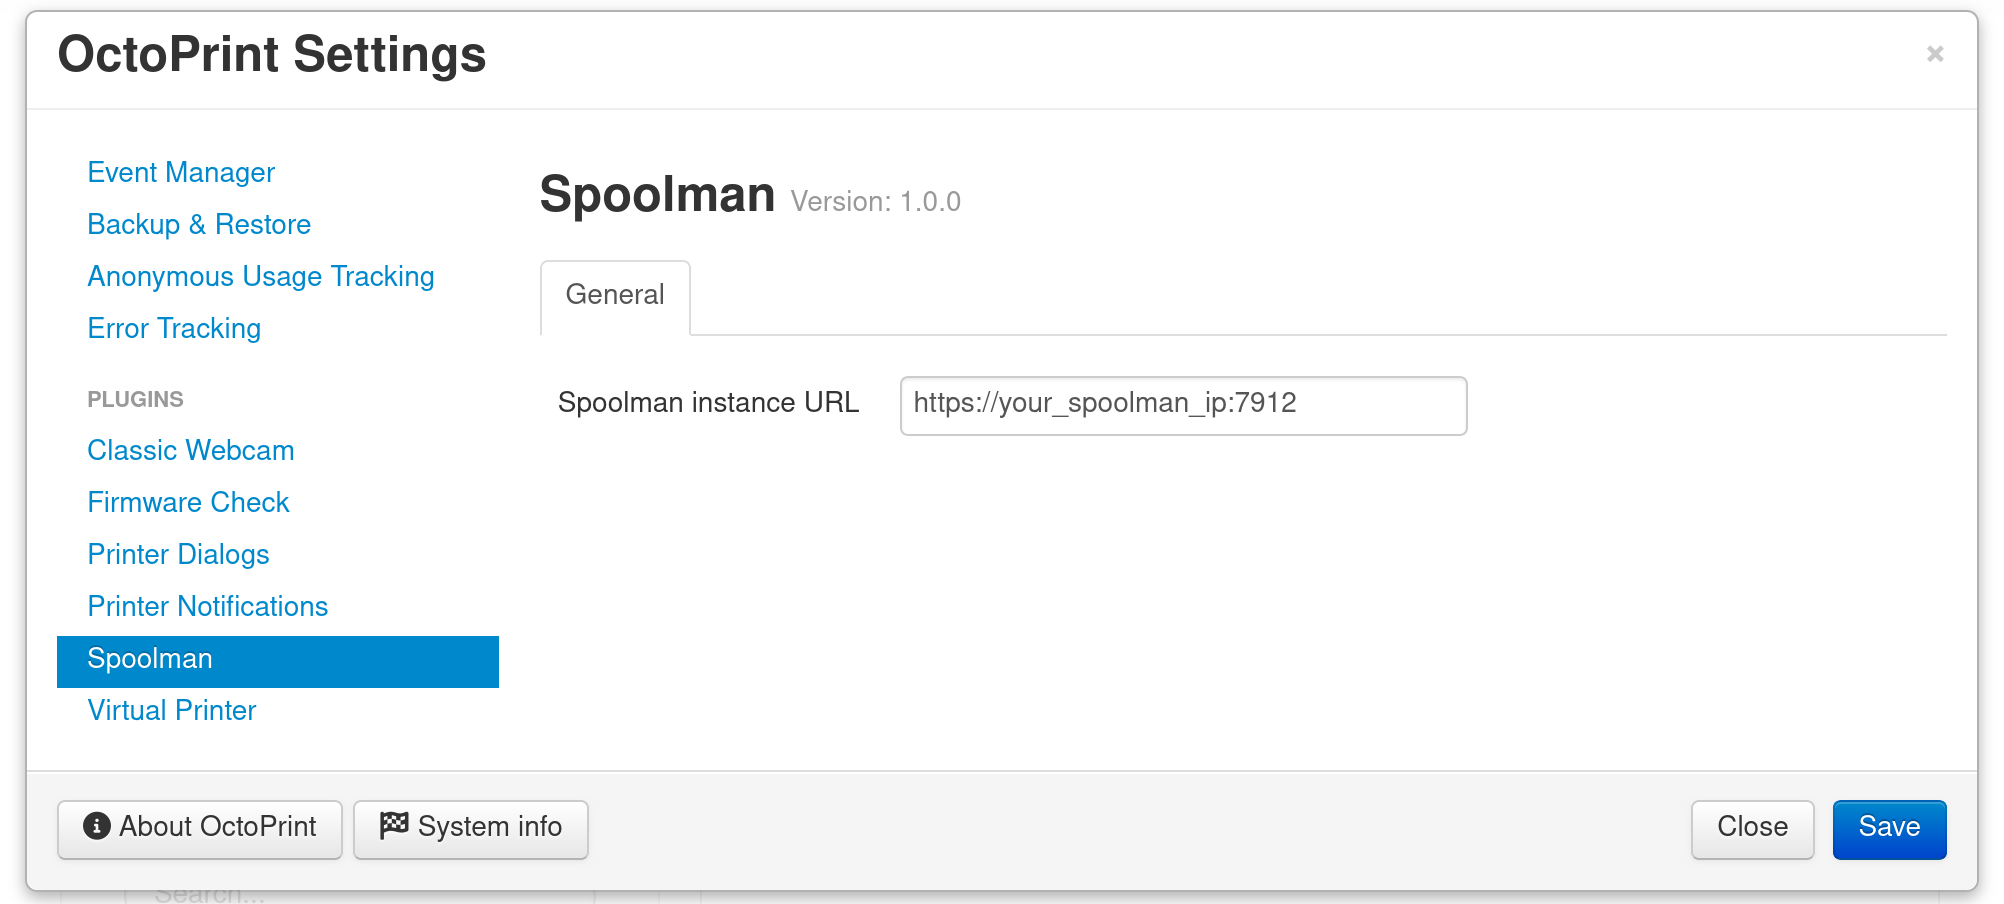 OctoPrint Settings
×
Event Manager
Backup & Restore
Anonymous Usage Tracking
Error Tracking
PLUGINS
Classic Webcam
Firmware Check
Printer Dialogs
Printer Notifications
Spoolman
Virtual Printer
Spoolman Version: 1.0.0
General
Spoolman instance URL https://your_spoolman_ip:7912
About OctoPrint System info Close Save
Search...